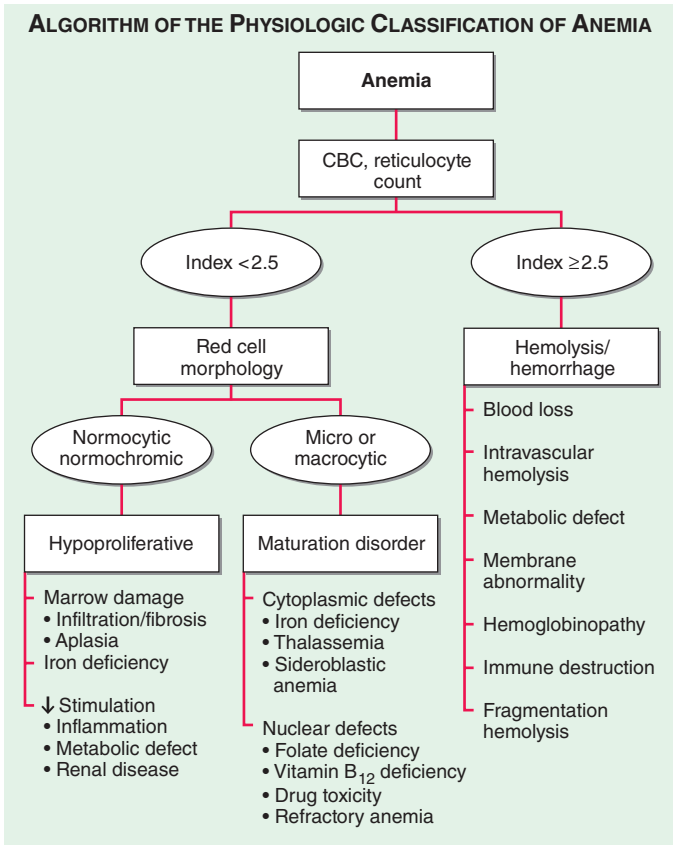 ALGORITHM OF THE PHYSIOLOGIC CLASSIFICATION OF ANEMIA
Anemia
CBC, reticulocyte
count
Index <2.5
Index ≥2.5
Red cell
morphology
Hemolysis/
hemorrhage
Normocytic
normochromic
Micro or
macrocytic
Hypoproliferative
Maturation disorder
Marrow damage
• Infiltration/fibrosis
• Aplasia
Iron deficiency
↓ Stimulation
• Inflammation
• Metabolic defect
• Renal disease
Cytoplasmic defects
• Iron deficiency
• Thalassemia
• Sideroblastic
anemia
Nuclear defects
• Folate deficiency
• Vitamin B12 deficiency
• Drug toxicity
• Refractory anemia
Blood loss
Intravascular
hemolysis
Metabolic defect
Membrane
abnormality
Hemoglobinopathy
Immune destruction
Fragmentation
hemolysis